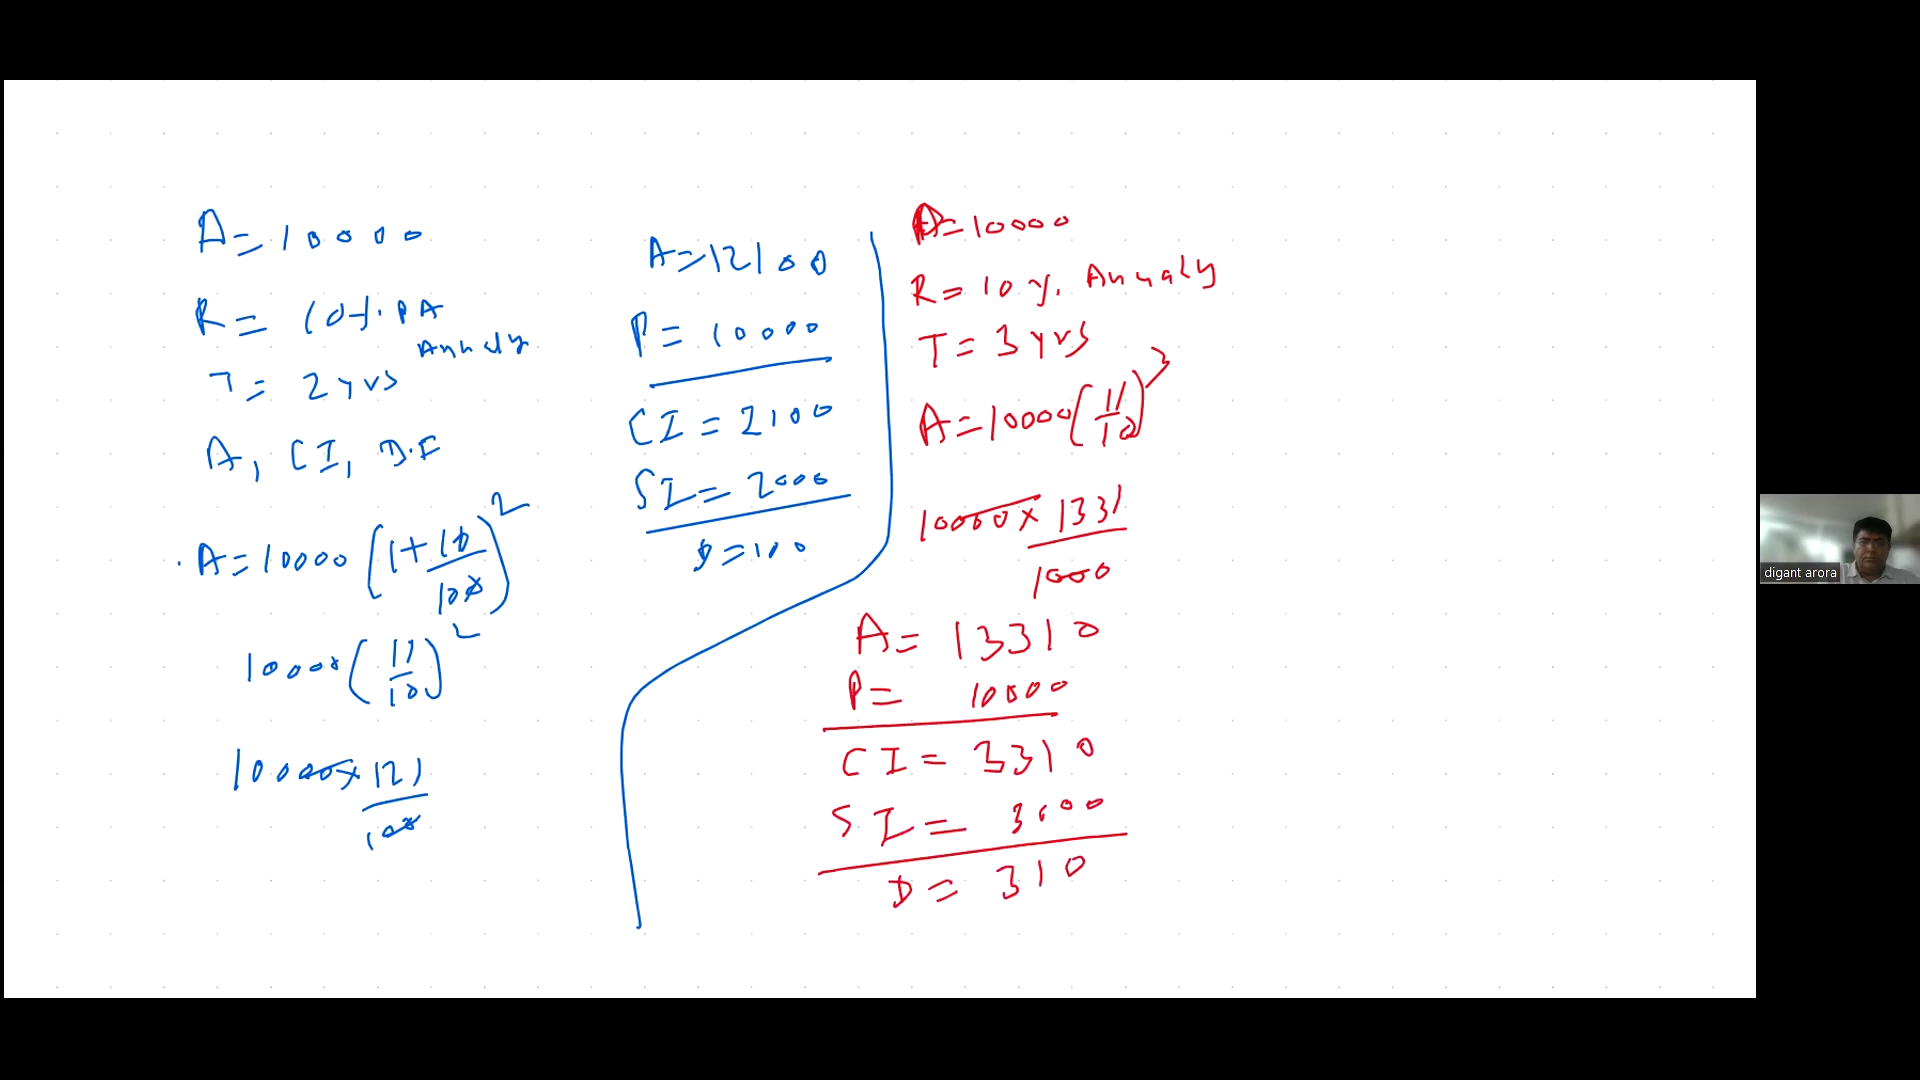 A = 10000
R = 10%. PA
Annaly
T = 2 yrs
A, CI, D.F
A = 10000 (1 + 10/100)²
10000 (11/10)²
10000 × 121/100
A = 12100
P = 10000
CI = 2100
SI = 2000
D = 100
A = 10000
R = 10 %. Annaly
T = 3 yrs
A = 10000 (11/10)³
10000 × 1331/1000
A = 13310
P = 10000
CI = 3310
SI = 3000
D = 310
digant arora